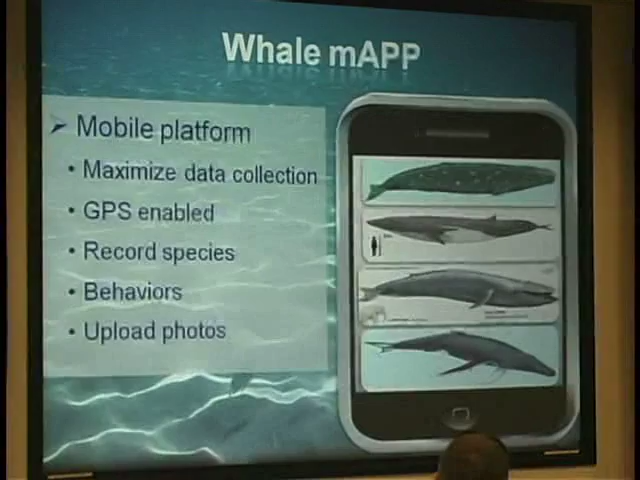 Whale mAPP
Mobile platform
• Maximize data collection
• GPS enabled
• Record species
• Behaviors
• Upload photos